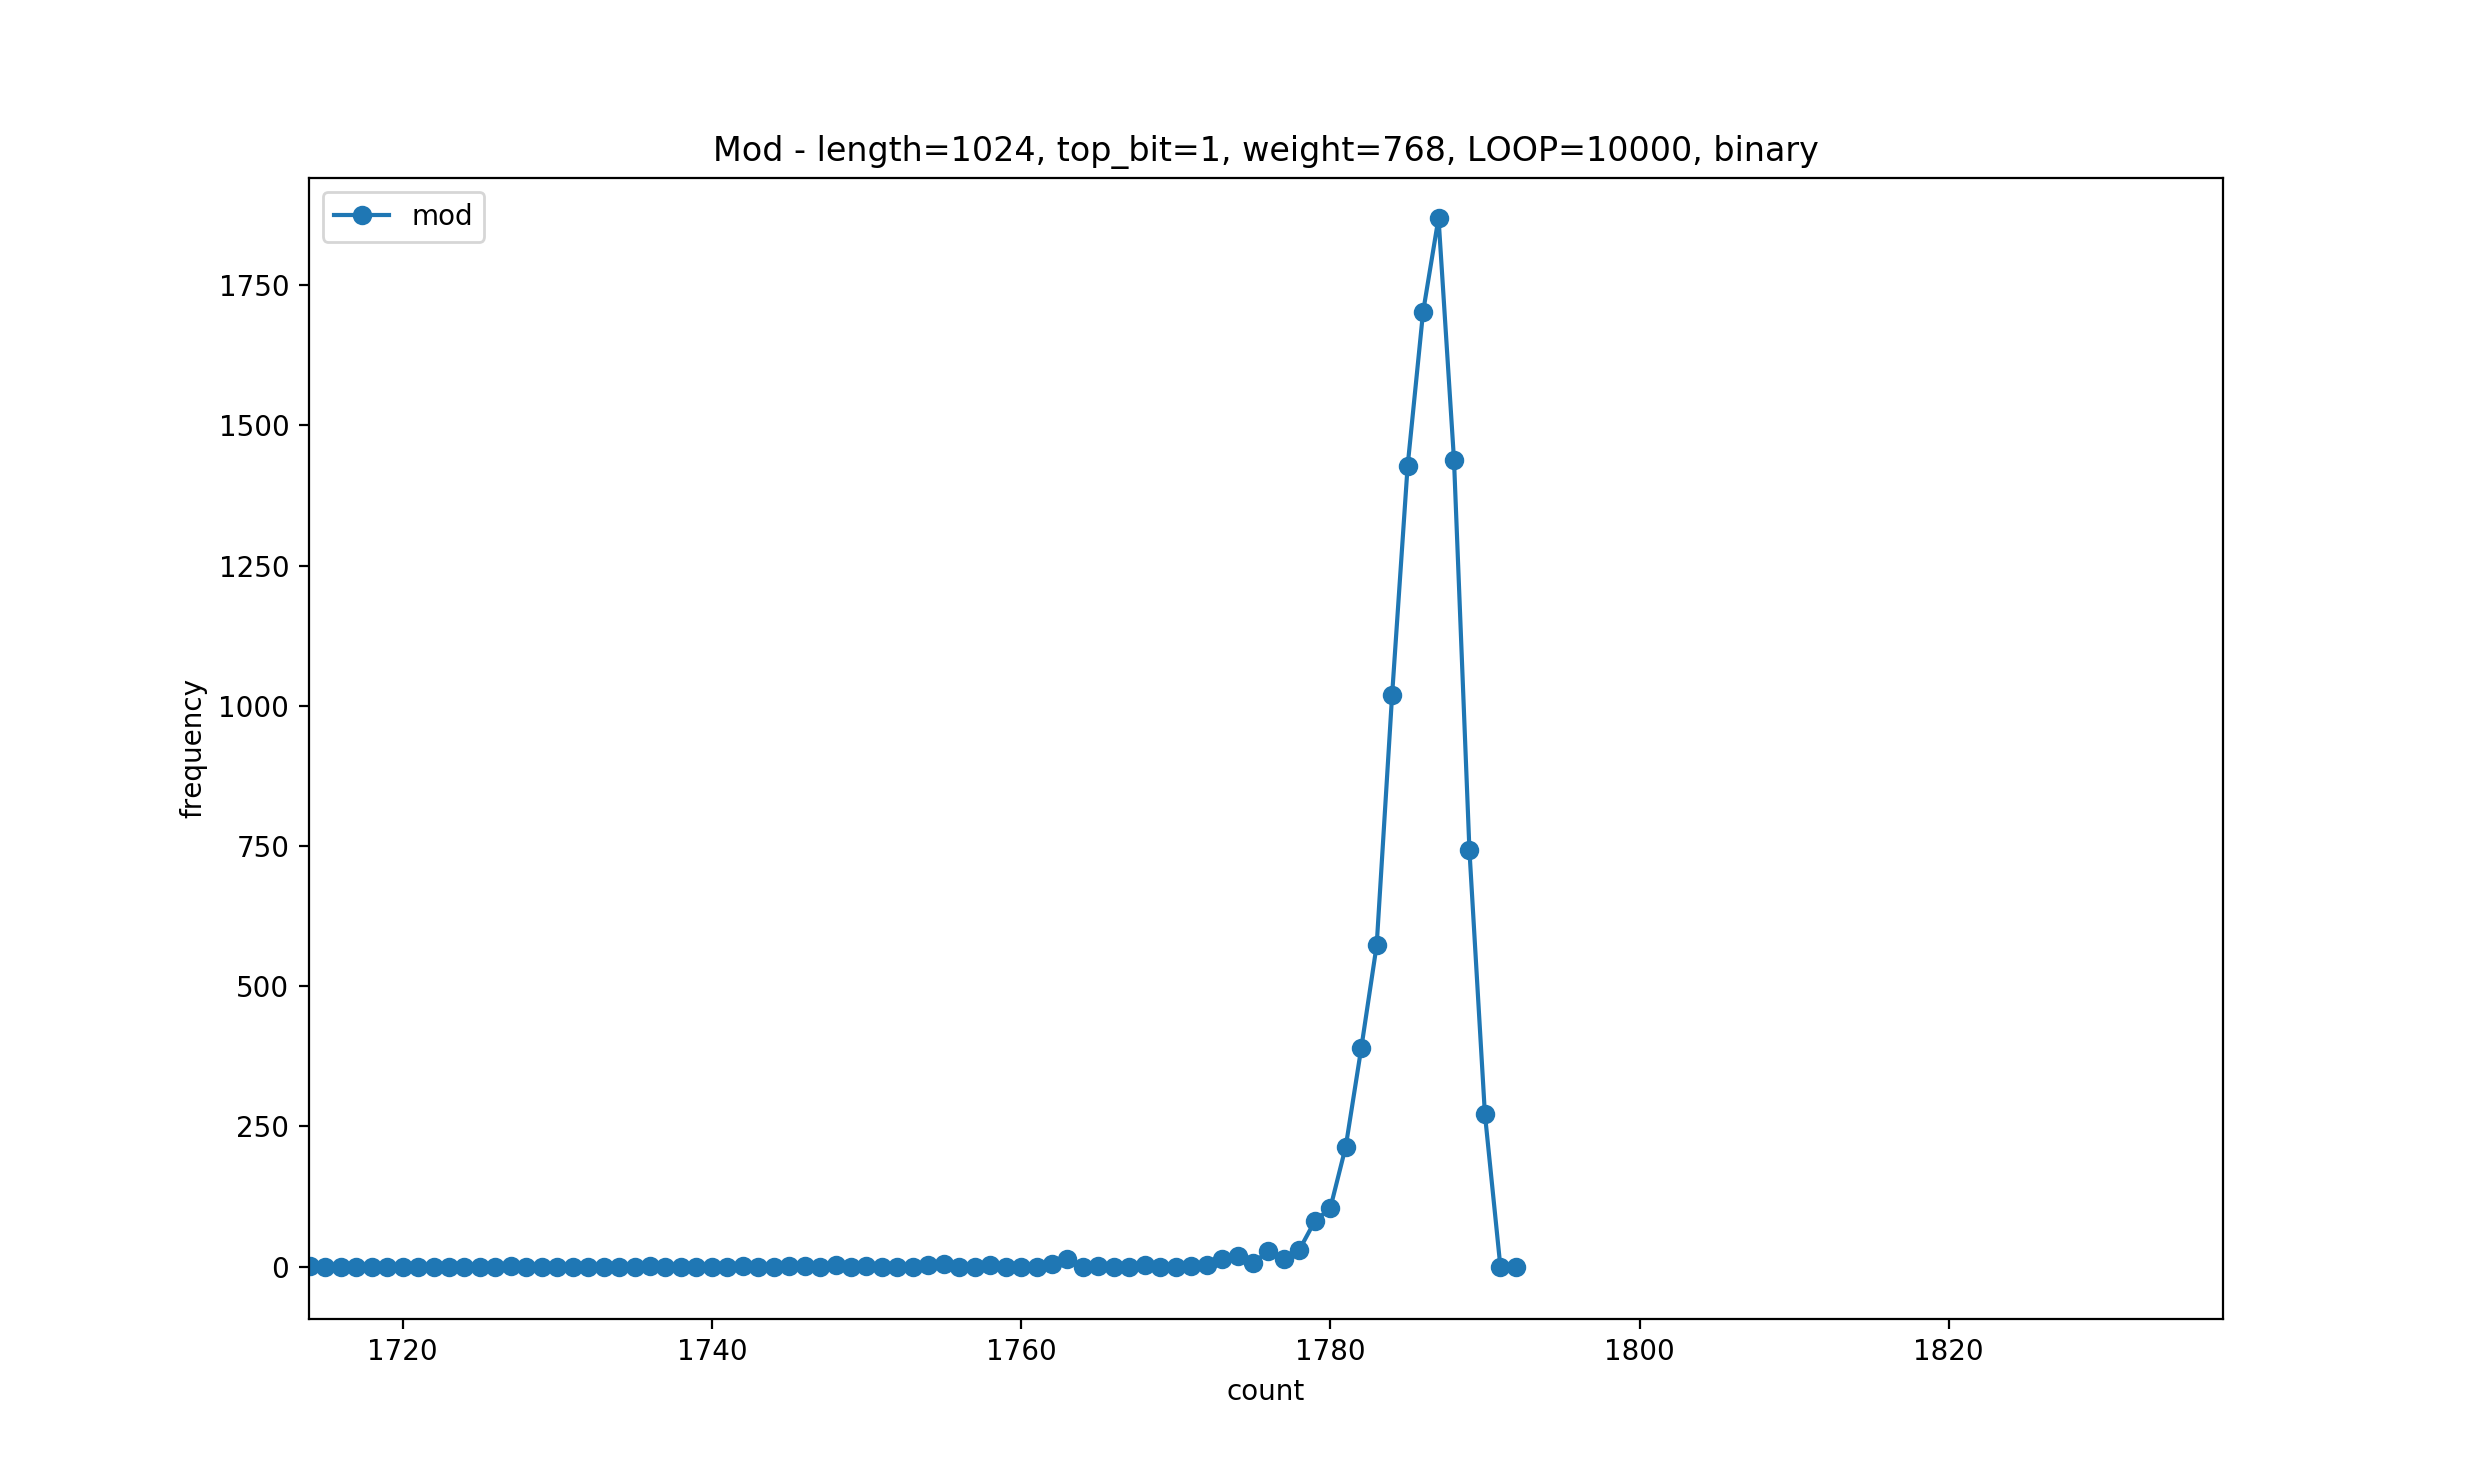 Mod - length=1024, top_bit=1, weight=768, LOOP=10000, binary
mod
1750
1500
1250
1000
750
500
250
0
frequency
1720 1740 1760 1780 1800 1820
count